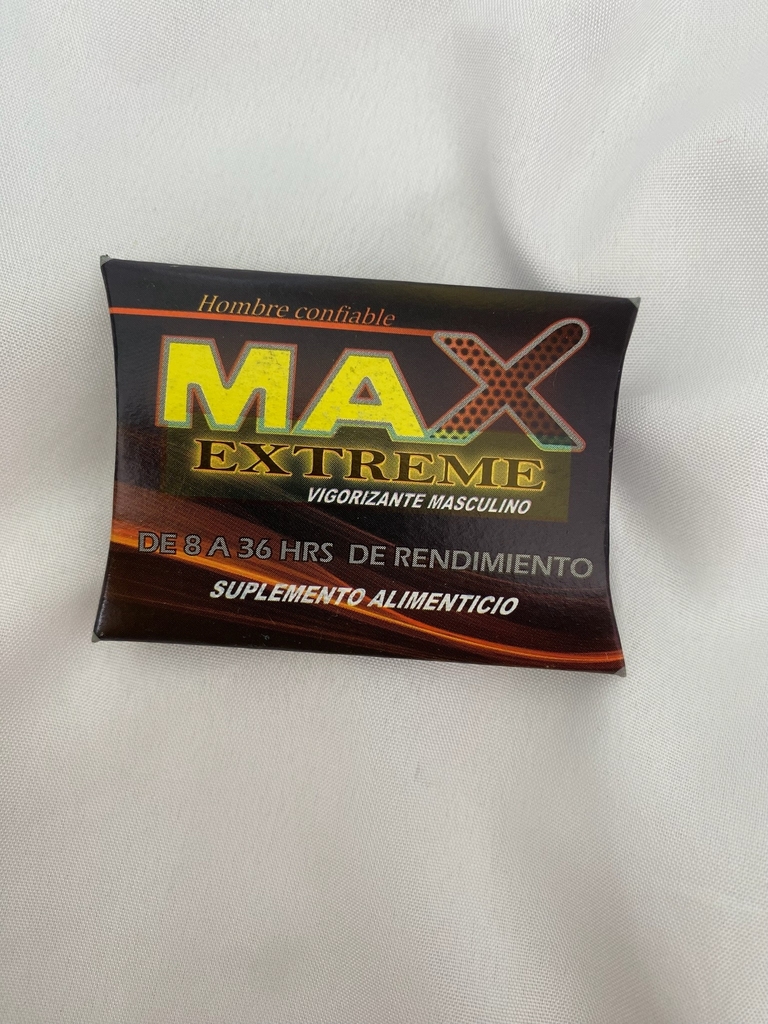 Hombre confiable
MAX
EXTREME
VIGORIZANTE MASCULINO
DE 8 A 36 HRS DE RENDIMIENTO
SUPLEMENTO ALIMENTICIO